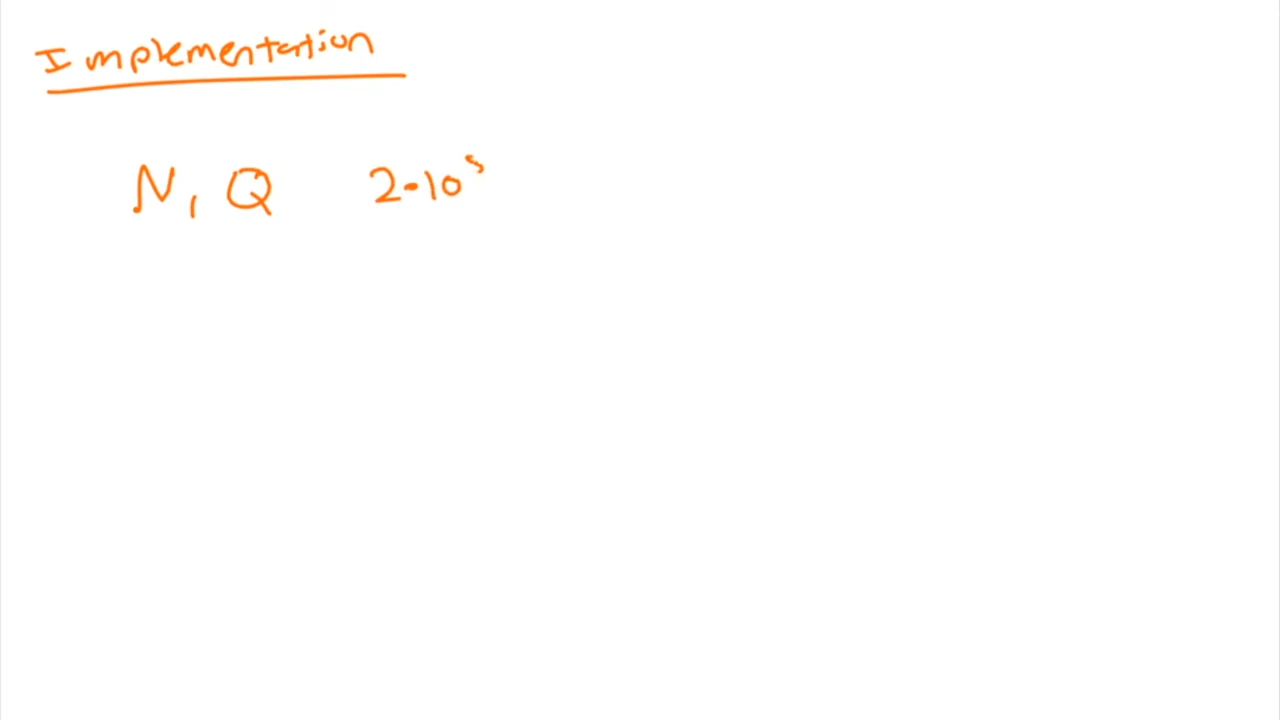 Implementation
N, Q 2·10⁵